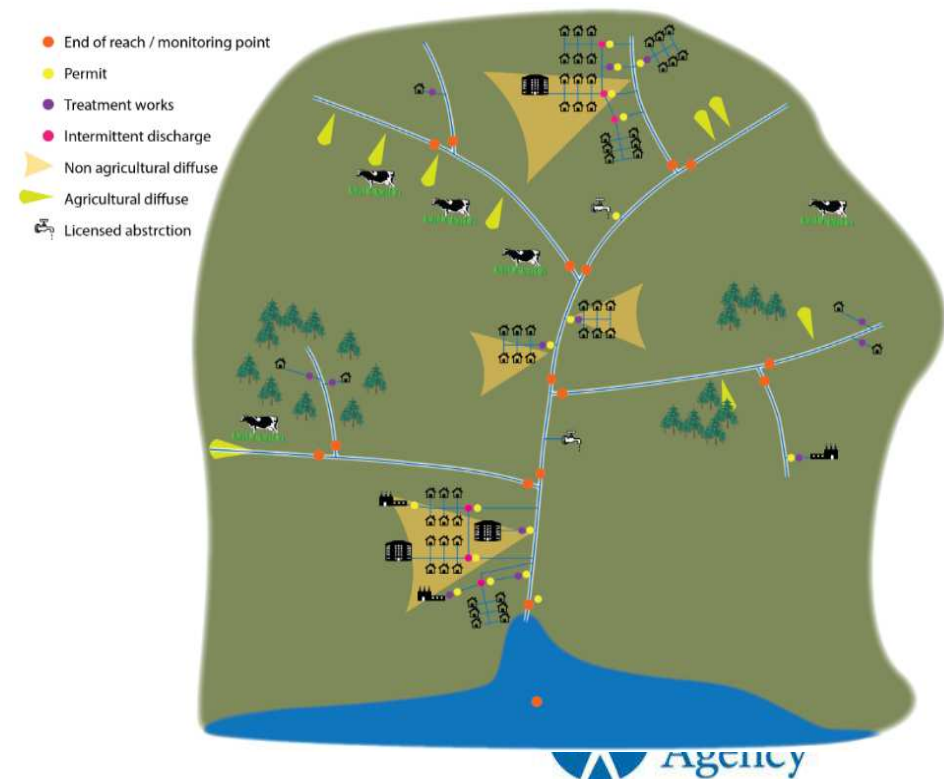 End of reach / monitoring point
Permit
Treatment works
Intermittent discharge
Non agricultural diffuse
Agricultural diffuse
Licensed abstrction
Agency